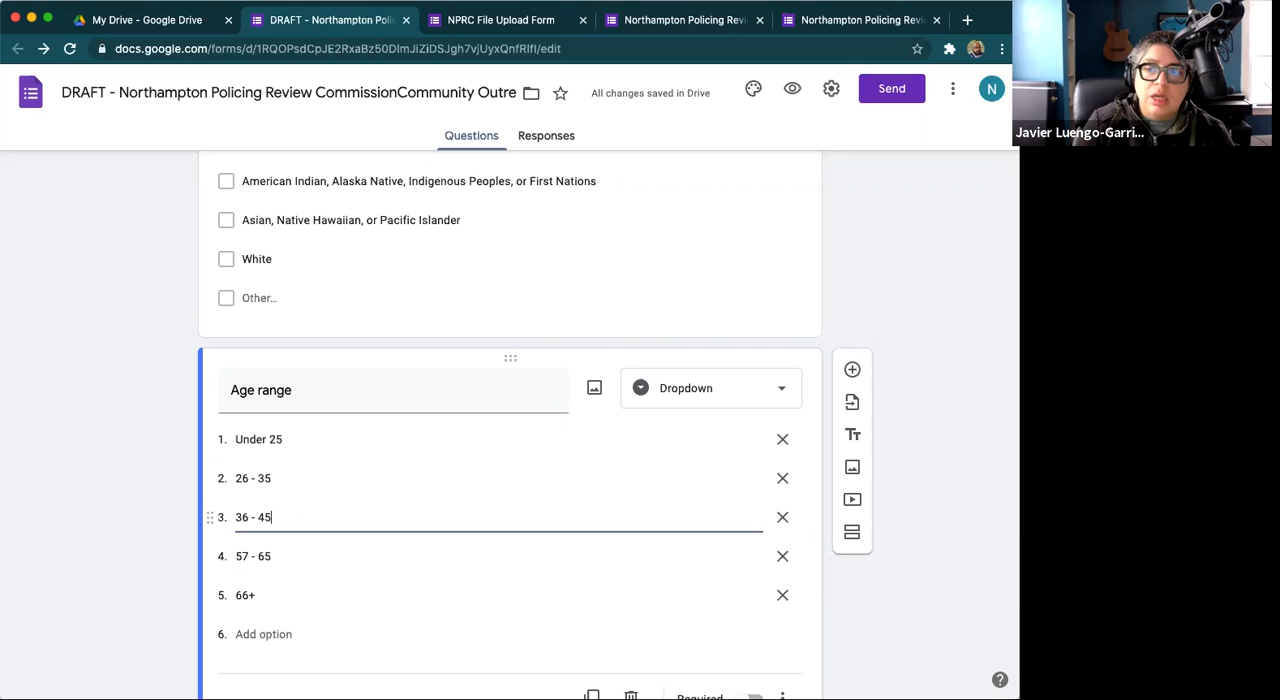 My Drive - Google Drive
DRAFT - Northampton Poli
NPRC File Upload Form
Northampton Policing Revi
Northampton Policing Revi
docs.google.com/forms/d/1RQOPsdCpJE2RxaBz50DlmJiZiDSJgh7vjUyxQnfRlfI/edit
DRAFT - Northampton Policing Review CommissionCommunity Outre
All changes saved in Drive
Send
N
Javier Luengo-Garri...
Questions
Responses
American Indian, Alaska Native, Indigenous Peoples, or First Nations
Asian, Native Hawaiian, or Pacific Islander
White
Other...
Age range
Dropdown
1. Under 25
2. 26 - 35
3. 36 - 45
4. 57 - 65
5. 66+
6. Add option
Required